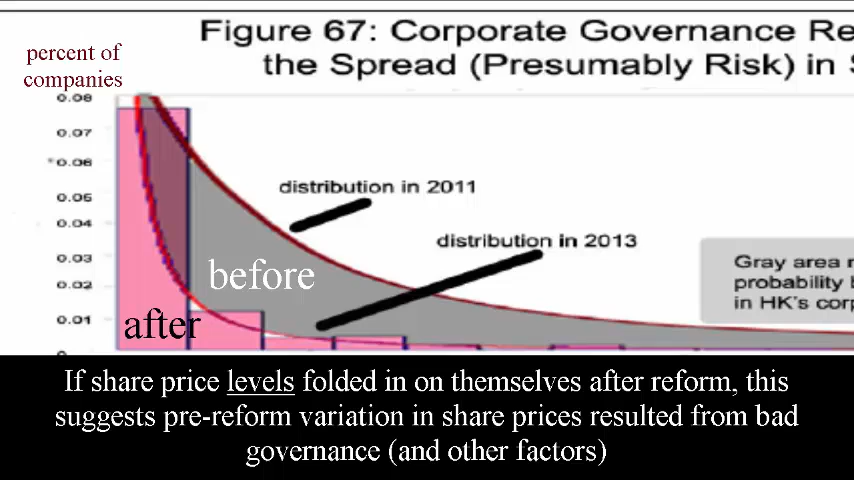 Figure 67: Corporate Governance Re
the Spread (Presumably Risk) in S
percent of
companies
0.08
0.07
0.06
0.05
0.04
0.03
0.02
0.01
0
distribution in 2011
distribution in 2013
before
after
Gray area r
probability b
in HK's corp
If share price levels folded in on themselves after reform, this
suggests pre-reform variation in share prices resulted from bad
governance (and other factors)